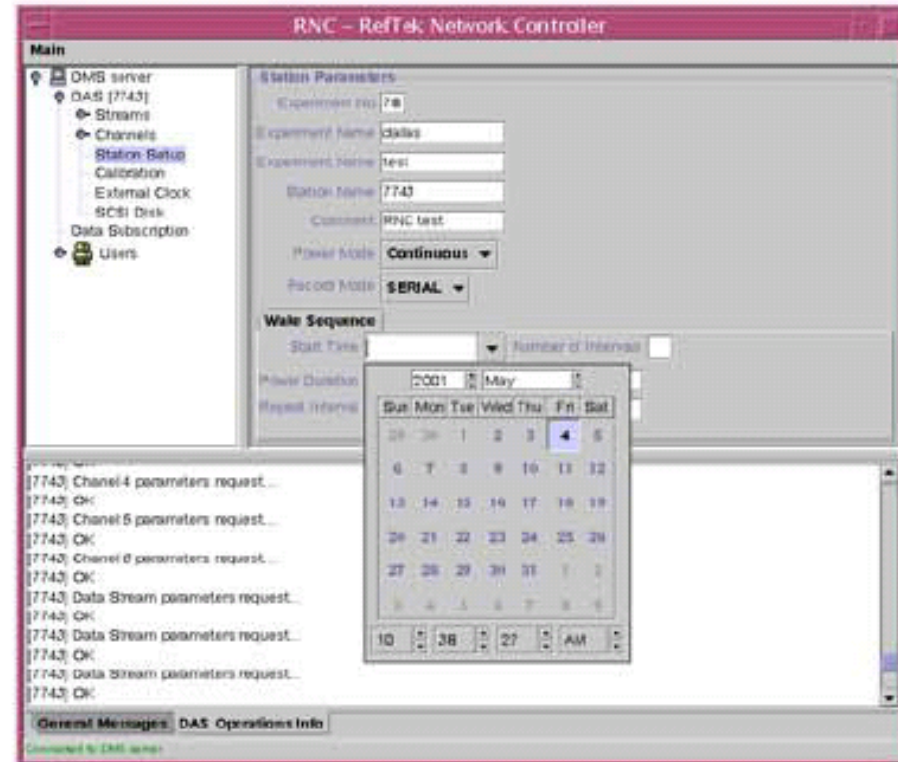 RNC – RefTek Network Controller
Main
DMS server
DAS [7743]
Streams
Channels
Station Setup
Calibration
External Clock
SCSI Disk
Data Subscription
Users
Station Parameters
Experiment No
Experiment Name dallas
Experiment Name test
Station Name 7743
Comment RNC test
Power Mode Continuous
Record Mode SERIAL
Wake Sequence
Start Time Number of Intervals
Power Duration
Repeat Interval
2001 May
Sun Mon Tue Wed Thu Fri Sat
29 30 1 2 3 4 5
6 7 8 9 10 11 12
13 14 15 16 17 18 19
20 21 22 23 24 25 26
27 28 29 30 31 1 2
3 4 5 6 7 8 9
10 38 27 AM
[7743] OK
[7743] Chanel 4 parameters request...
[7743] OK
[7743] Chanel 5 parameters request...
[7743] OK
[7743] Chanel 6 parameters request...
[7743] OK
[7743] Data Stream parameters request...
[7743] OK
[7743] Data Stream parameters request...
[7743] OK
[7743] Data Stream parameters request...
[7743] OK
General Messages DAS Operations Info
Connected to DMS server